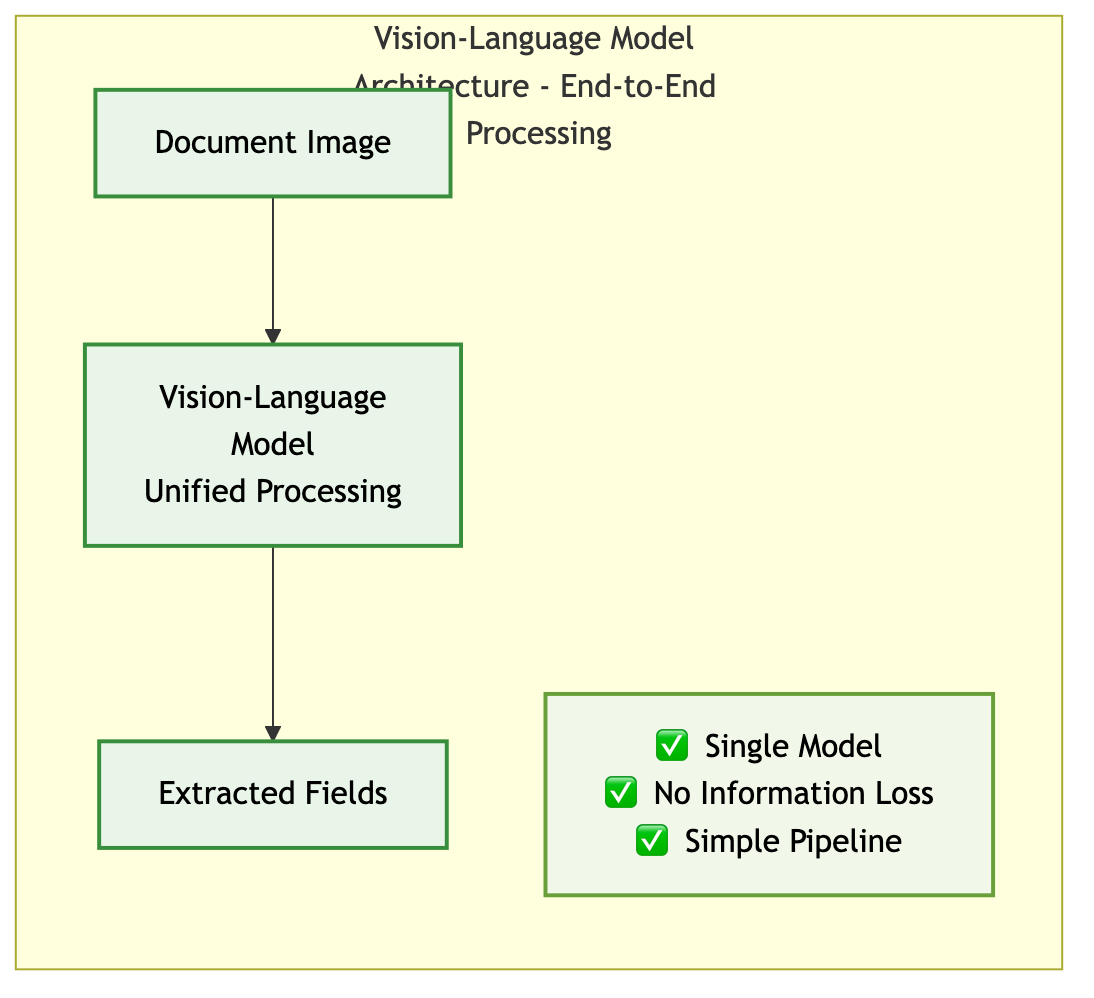 Vision-Language Model
Architecture - End-to-End
Processing
Document Image
Vision-Language
Model
Unified Processing
Extracted Fields
✅ Single Model
✅ No Information Loss
✅ Simple Pipeline